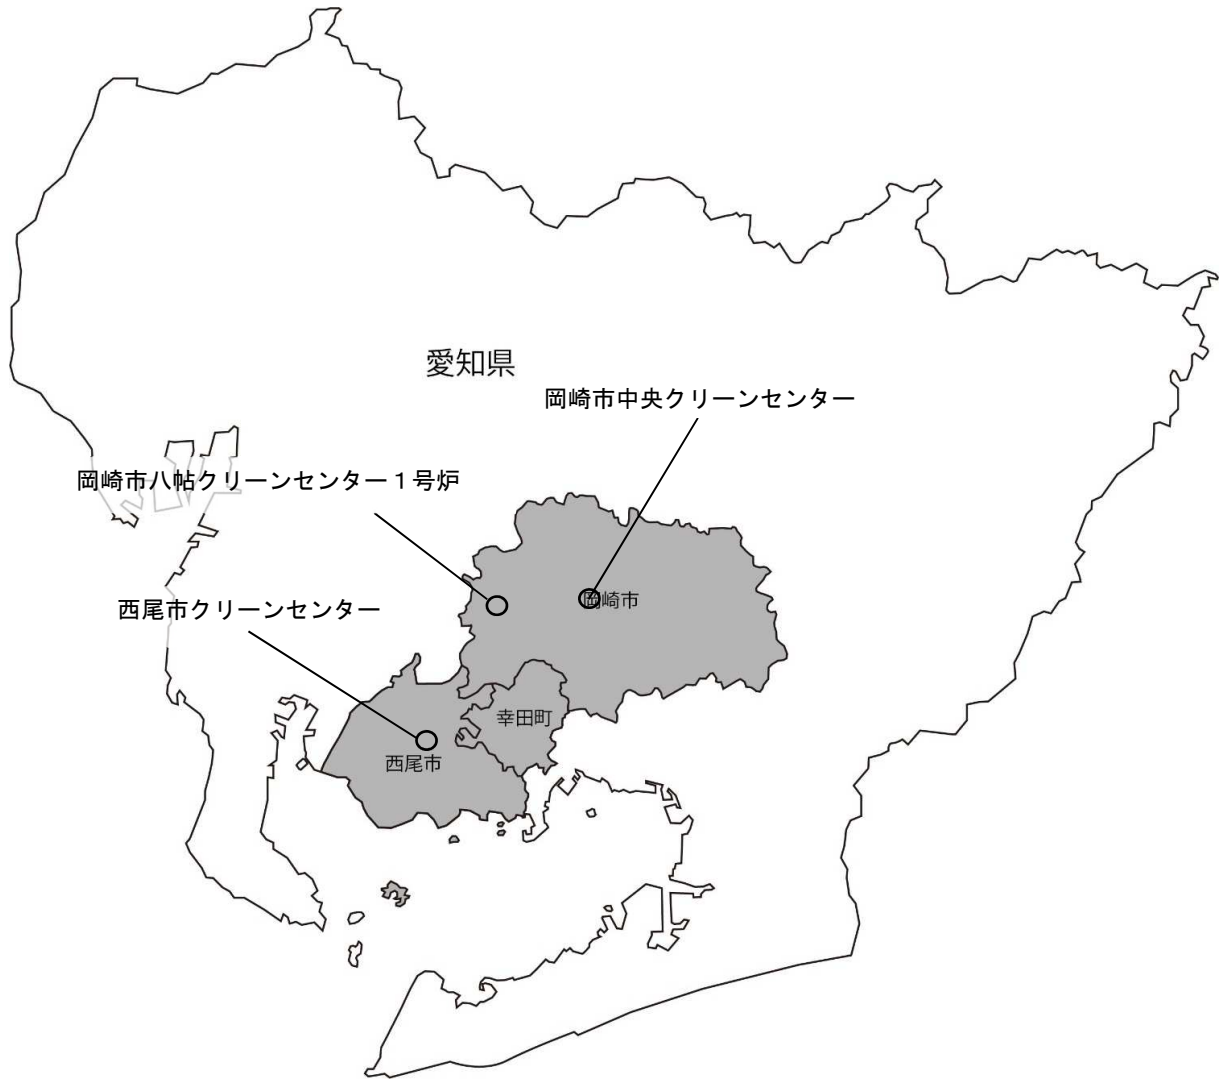 愛知県
岡崎市中央クリーンセンター
岡崎市八帖クリーンセンター１号炉
岡崎市
西尾市クリーンセンター
幸田町
西尾市